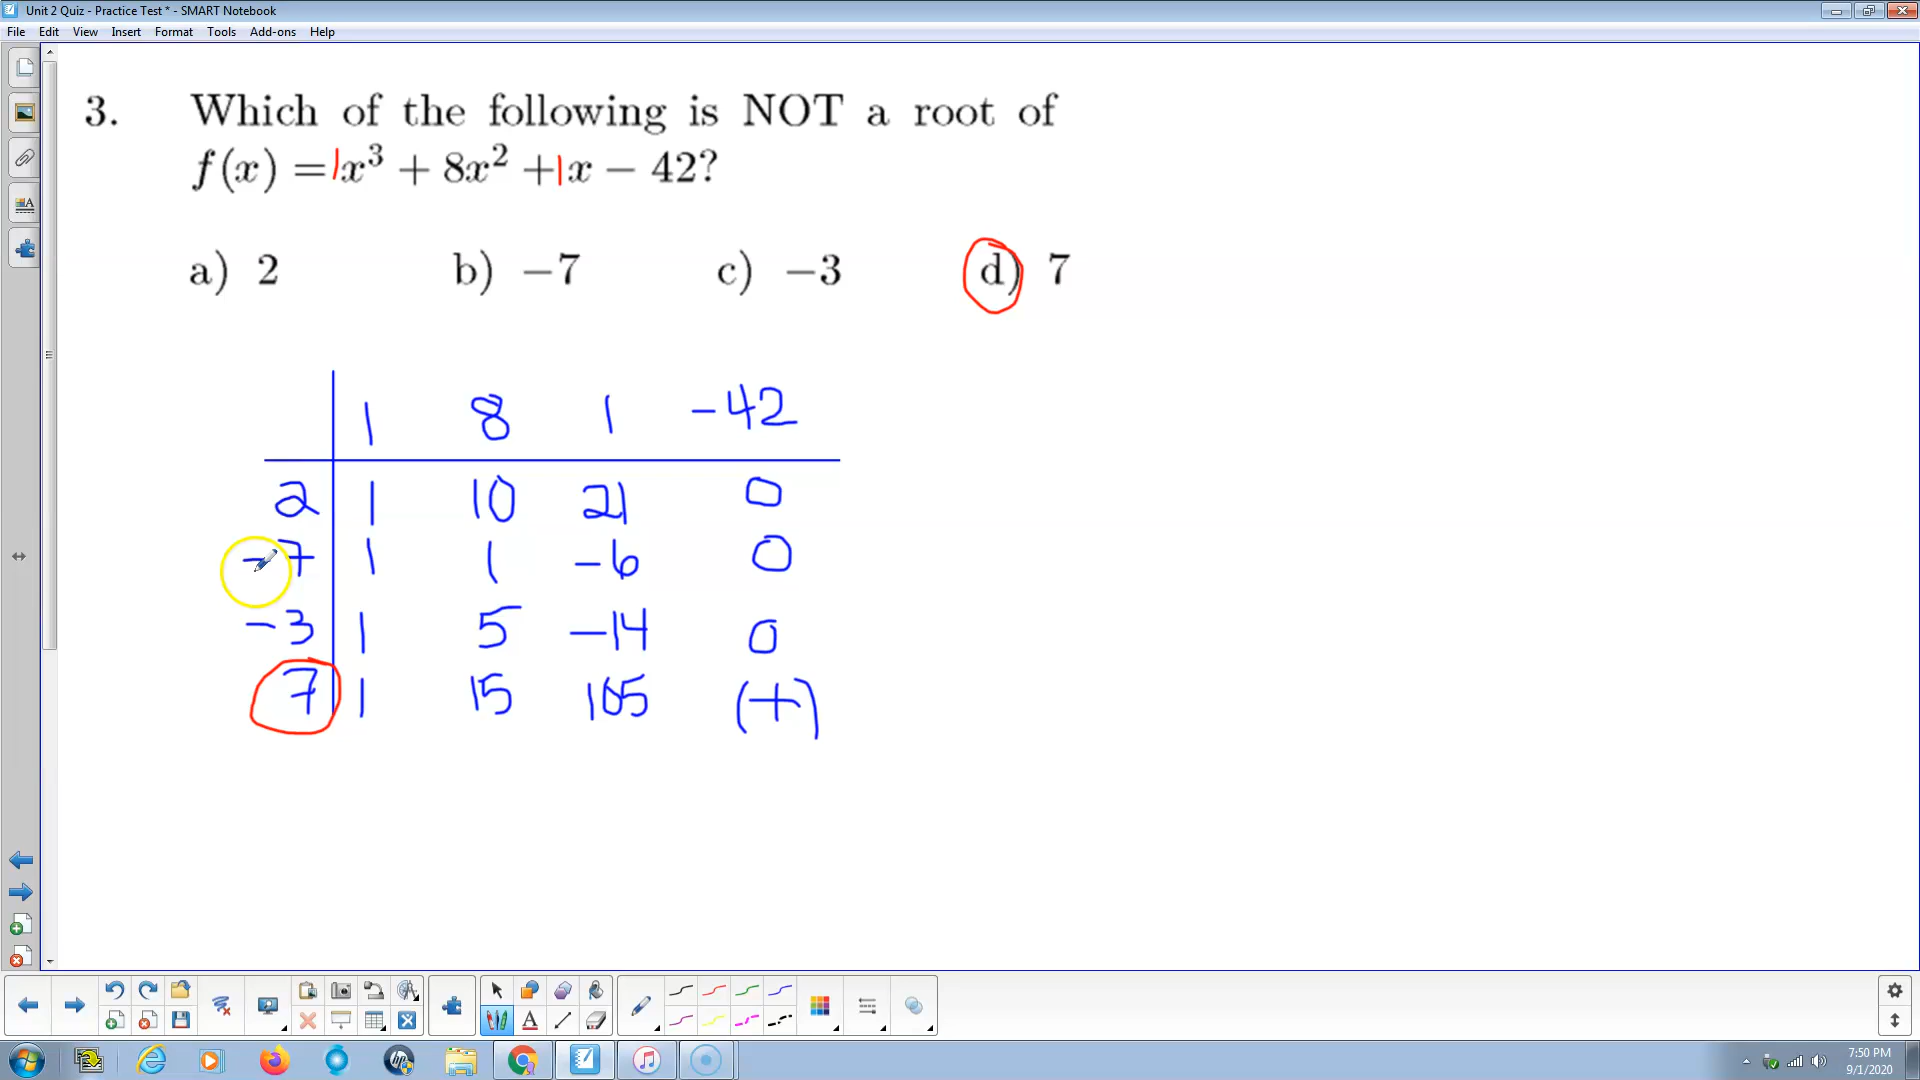 Unit 2 Quiz - Practice Test * - SMART Notebook
File Edit View Insert Format Tools Add-ons Help
3. Which of the following is NOT a root of
f(x) = 1x³ + 8x² + 1x − 42?
a) 2 b) −7 c) −3 d) 7
1 8 1 -42
2 1 10 21 0
-7 1 1 -6 0
-3 1 5 -14 0
7 1 15 105 (+)
7:50 PM
9/1/2020